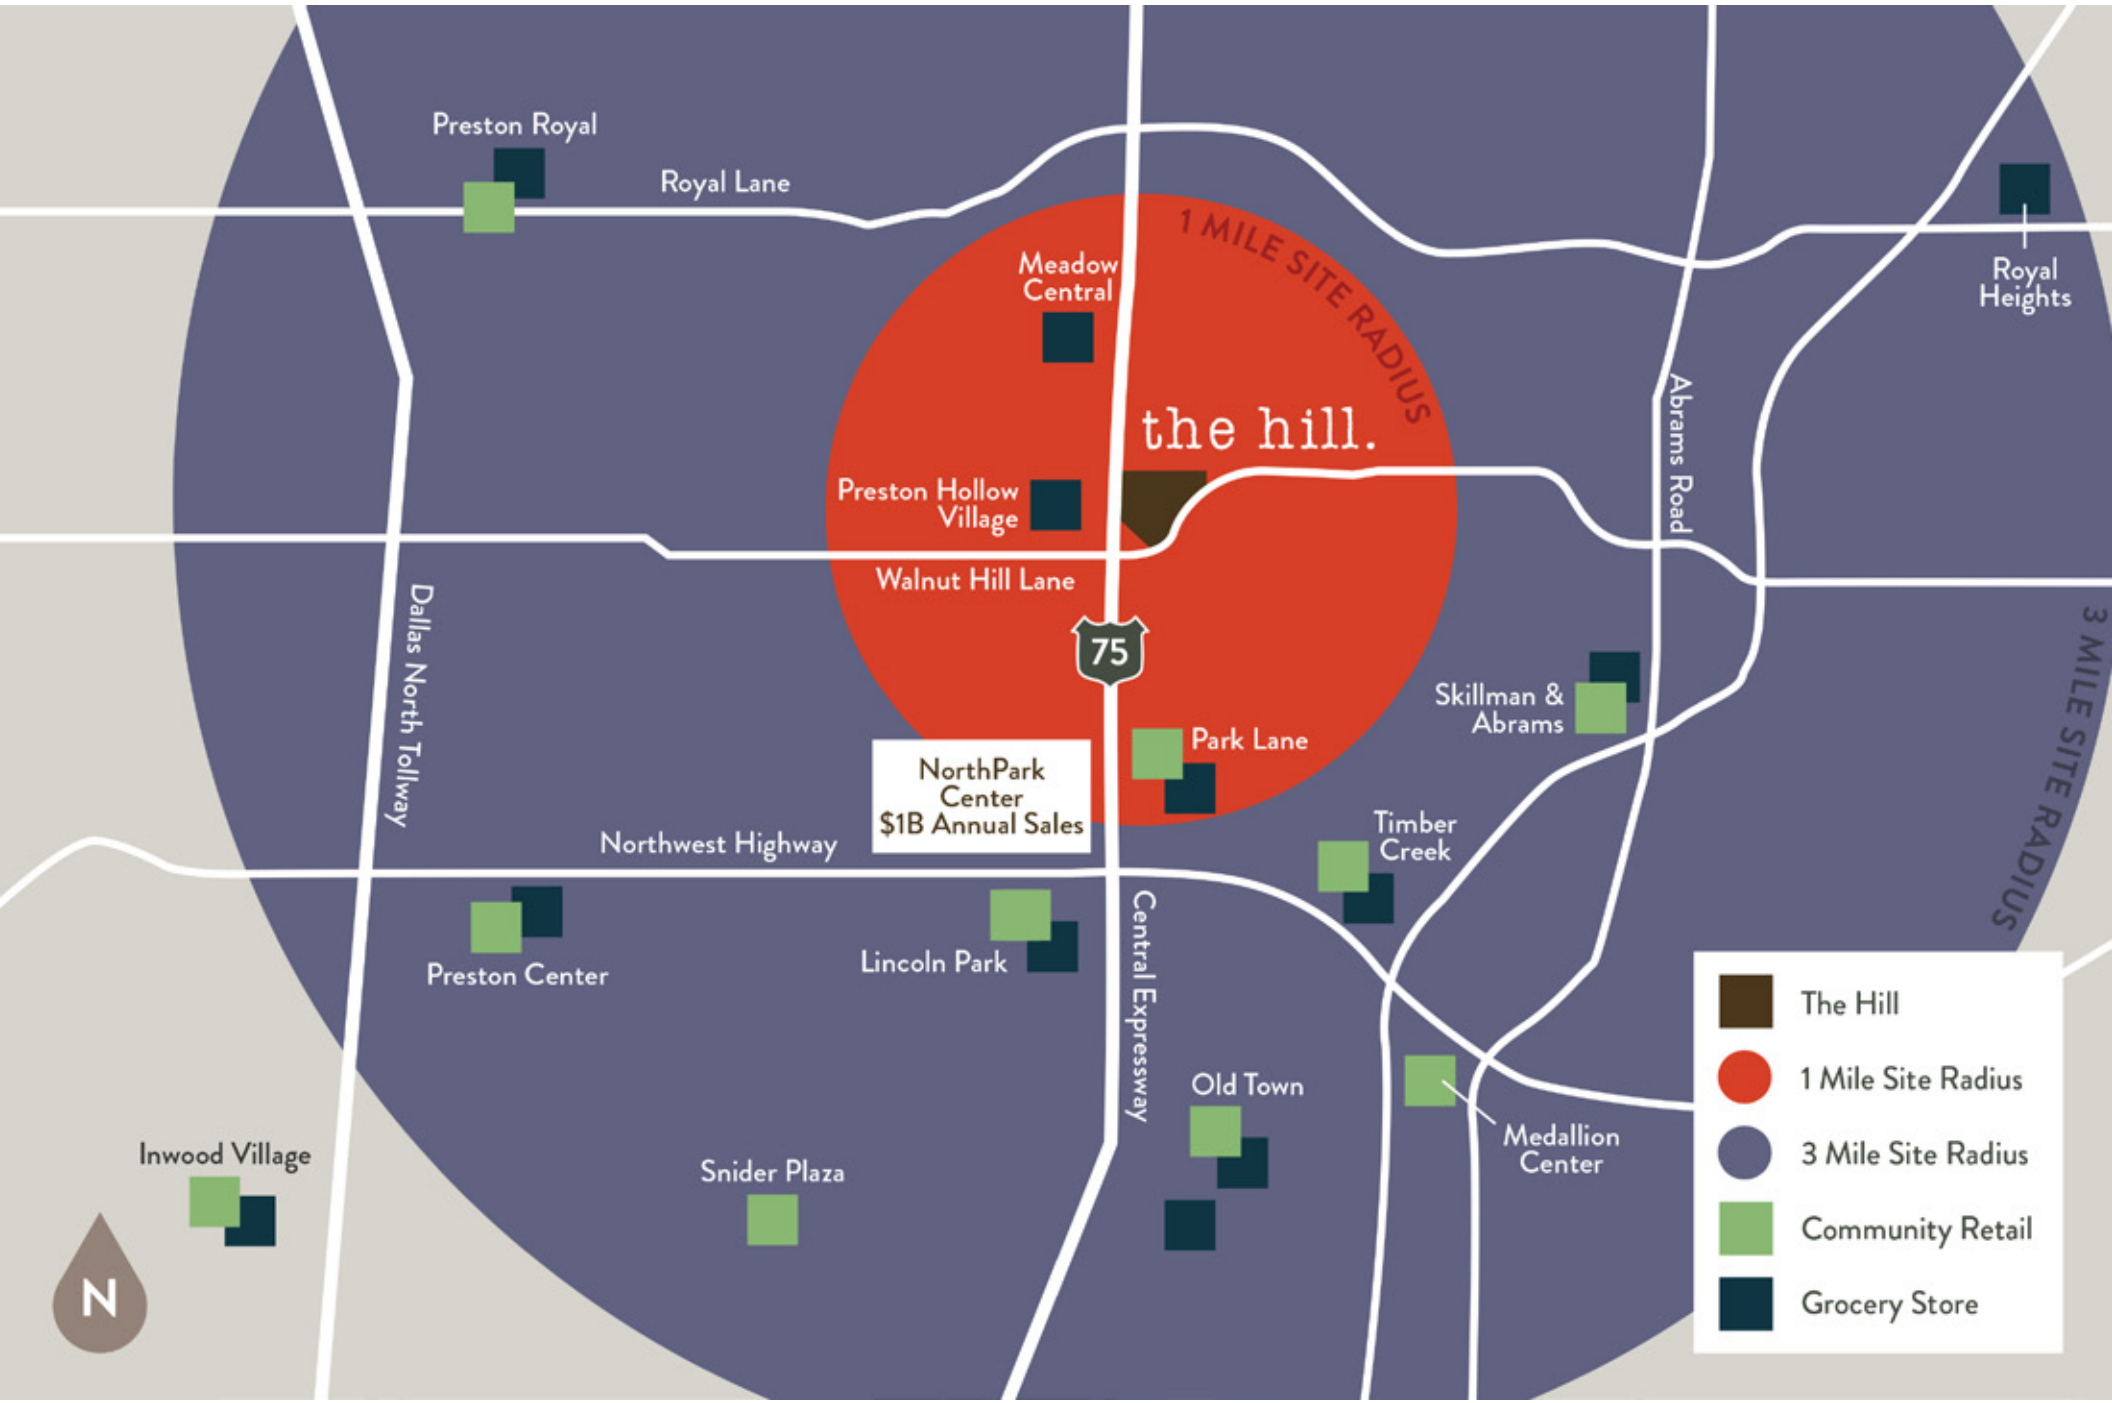 Preston Royal
Royal Lane
1 MILE SITE RADIUS
Meadow
Central
Royal
Heights
the hill.
Abrams Road
Preston Hollow
Village
Walnut Hill Lane
Dallas North Tollway
75
3 MILE SITE RADIUS
Skillman &
Abrams
Park Lane
NorthPark
Center
$1B Annual Sales
Northwest Highway
Timber
Creek
Preston Center
Lincoln Park
Central Expressway
Old Town
Medallion
Center
Inwood Village
Snider Plaza
N
The Hill
1 Mile Site Radius
3 Mile Site Radius
Community Retail
Grocery Store